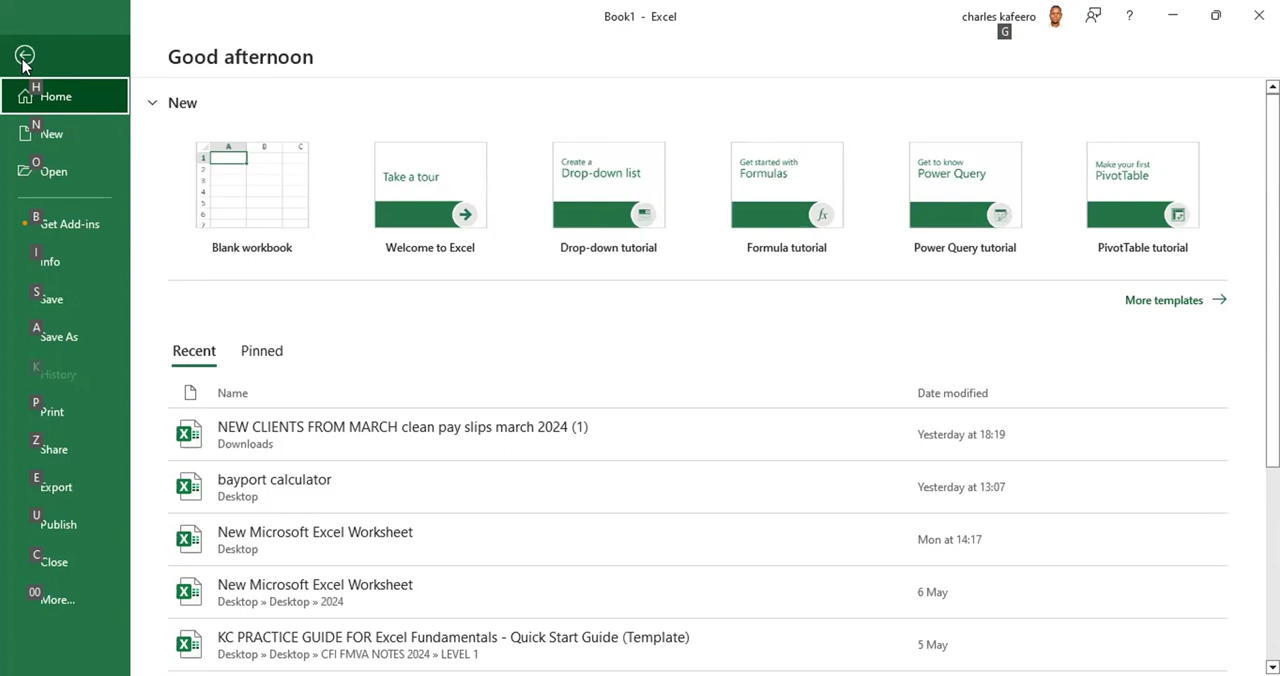 Book1 - Excel
charles kafeero
G
?
Good afternoon
H
Home
N
New
O
Open
B
Get Add-ins
I
Info
S
Save
A
Save As
K
History
P
Print
Z
Share
E
Export
U
Publish
C
Close
00
More...
New
A B C
1
2
3
4
5
6
7
Blank workbook
Take a tour
Welcome to Excel
Create a
Drop-down list
Drop-down tutorial
Get started with
Formulas
fx
Formula tutorial
Get to know
Power Query
Power Query tutorial
Make your first
PivotTable
PivotTable tutorial
More templates
Recent Pinned
Name Date modified
NEW CLIENTS FROM MARCH clean pay slips march 2024 (1)
Downloads
Yesterday at 18:19
bayport calculator
Desktop
Yesterday at 13:07
New Microsoft Excel Worksheet
Desktop
Mon at 14:17
New Microsoft Excel Worksheet
Desktop » Desktop » 2024
6 May
KC PRACTICE GUIDE FOR Excel Fundamentals - Quick Start Guide (Template)
Desktop » Desktop » CFI FMVA NOTES 2024 » LEVEL 1
5 May